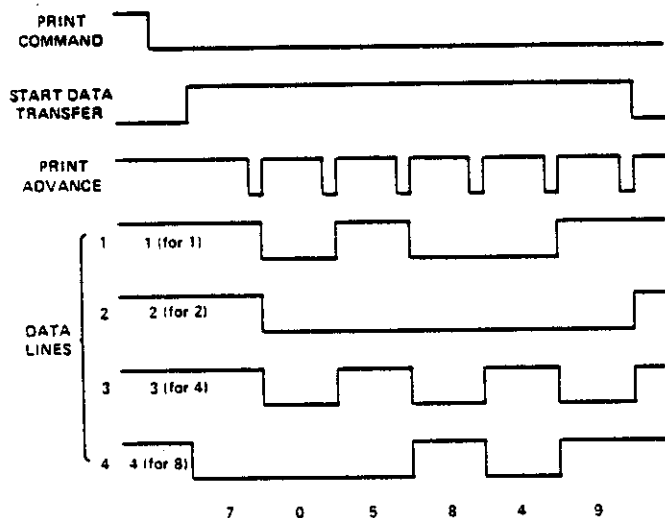 PRINT
COMMAND
START DATA
TRANSFER
PRINT
ADVANCE
1 1 (for 1)
2 2 (for 2)
DATA
LINES
3 3 (for 4)
4 4 (for 8)
7 0 5 8 4 9